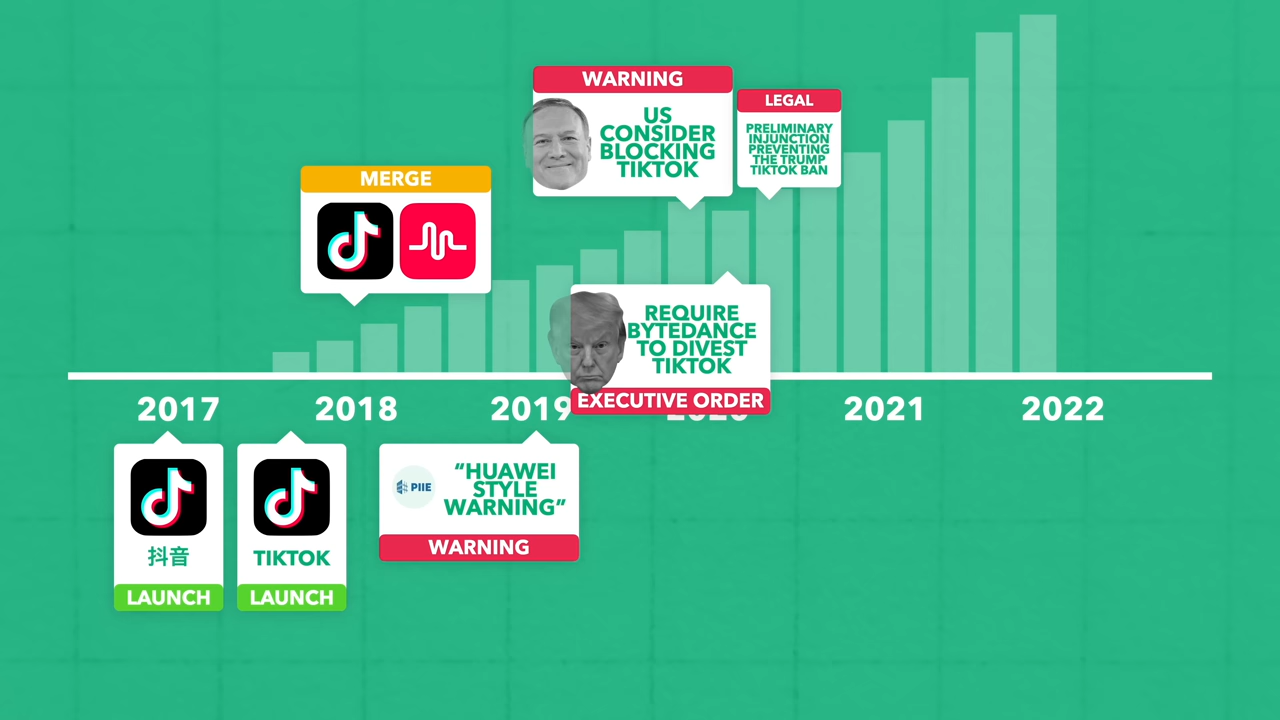 WARNING
US
CONSIDER
BLOCKING
TIKTOK
LEGAL
PRELIMINARY
INJUNCTION
PREVENTING
THE TRUMP
TIKTOK BAN
MERGE
REQUIRE
BYTEDANCE
TO DIVEST
TIKTOK
EXECUTIVE ORDER
2017
2018
2019
2020
2021
2022
抖音
LAUNCH
TIKTOK
LAUNCH
PIIE
“HUAWEI
STYLE
WARNING”
WARNING